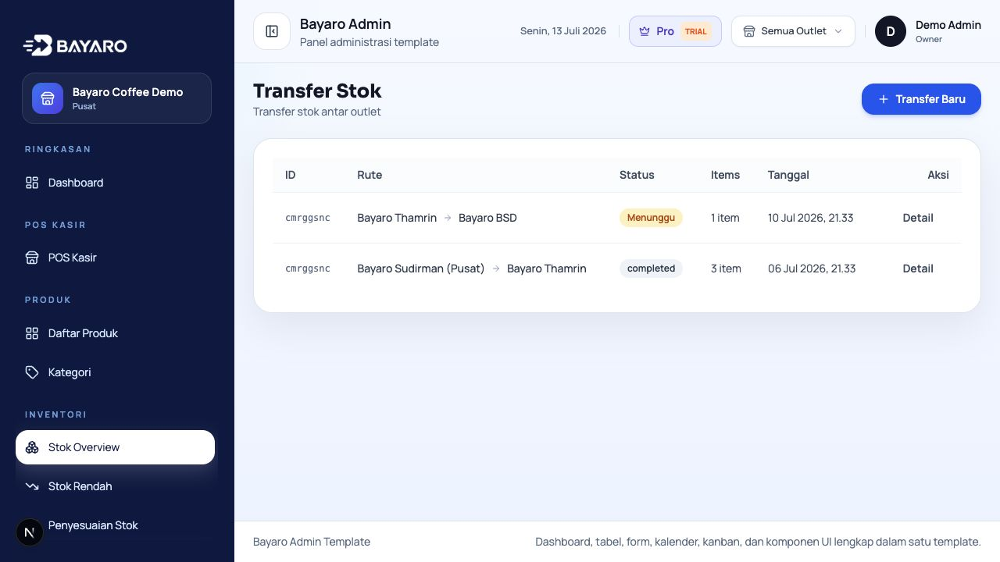 BAYARO
Bayaro Coffee Demo
Pusat
RINGKASAN
Dashboard
POS KASIR
POS Kasir
PRODUK
Daftar Produk
Kategori
INVENTORI
Stok Overview
Stok Rendah
Penyesuaian Stok
N
Bayaro Admin
Panel administrasi template
Senin, 13 Juli 2026
Pro TRIAL
Semua Outlet
D
Demo Admin
Owner
Transfer Stok
Transfer stok antar outlet
+ Transfer Baru
ID Rute Status Items Tanggal Aksi
cmrggsnc Bayaro Thamrin → Bayaro BSD Menunggu 1 item 10 Jul 2026, 21.33 Detail
cmrggsnc Bayaro Sudirman (Pusat) → Bayaro Thamrin completed 3 item 06 Jul 2026, 21.33 Detail
Bayaro Admin Template
Dashboard, tabel, form, kalender, kanban, dan komponen UI lengkap dalam satu template.